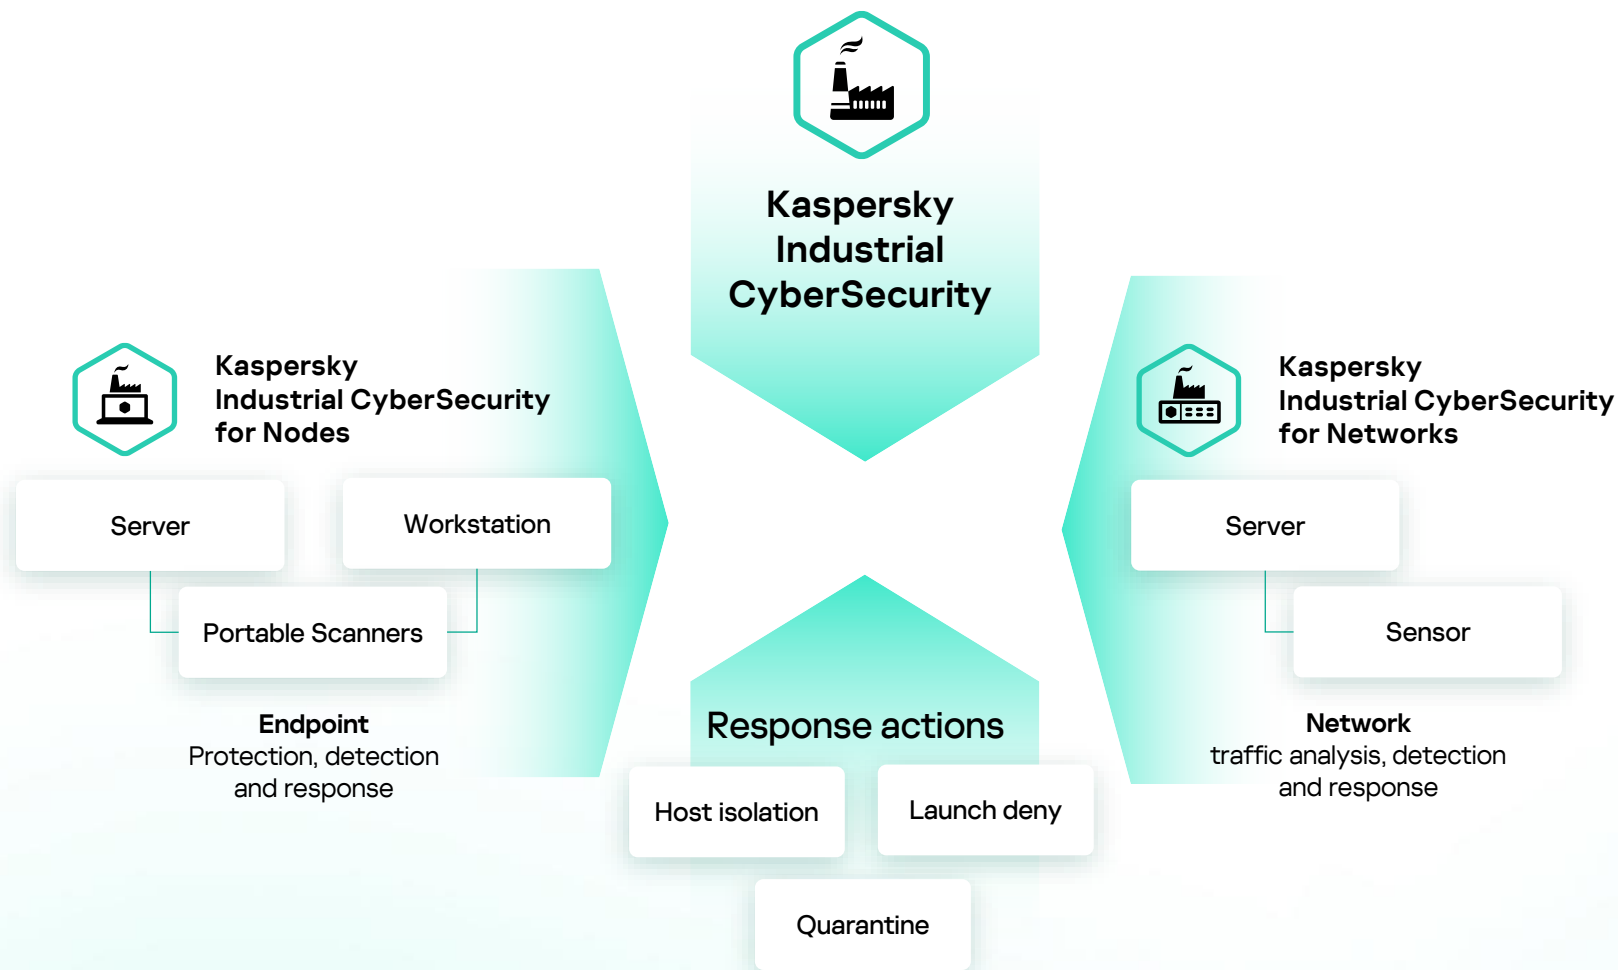 Kaspersky
Industrial
CyberSecurity
Kaspersky
Industrial CyberSecurity
for Nodes
Server
Workstation
Portable Scanners
Endpoint
Protection, detection
and response
Kaspersky
Industrial CyberSecurity
for Networks
Server
Sensor
Network
traffic analysis, detection
and response
Response actions
Host isolation
Launch deny
Quarantine